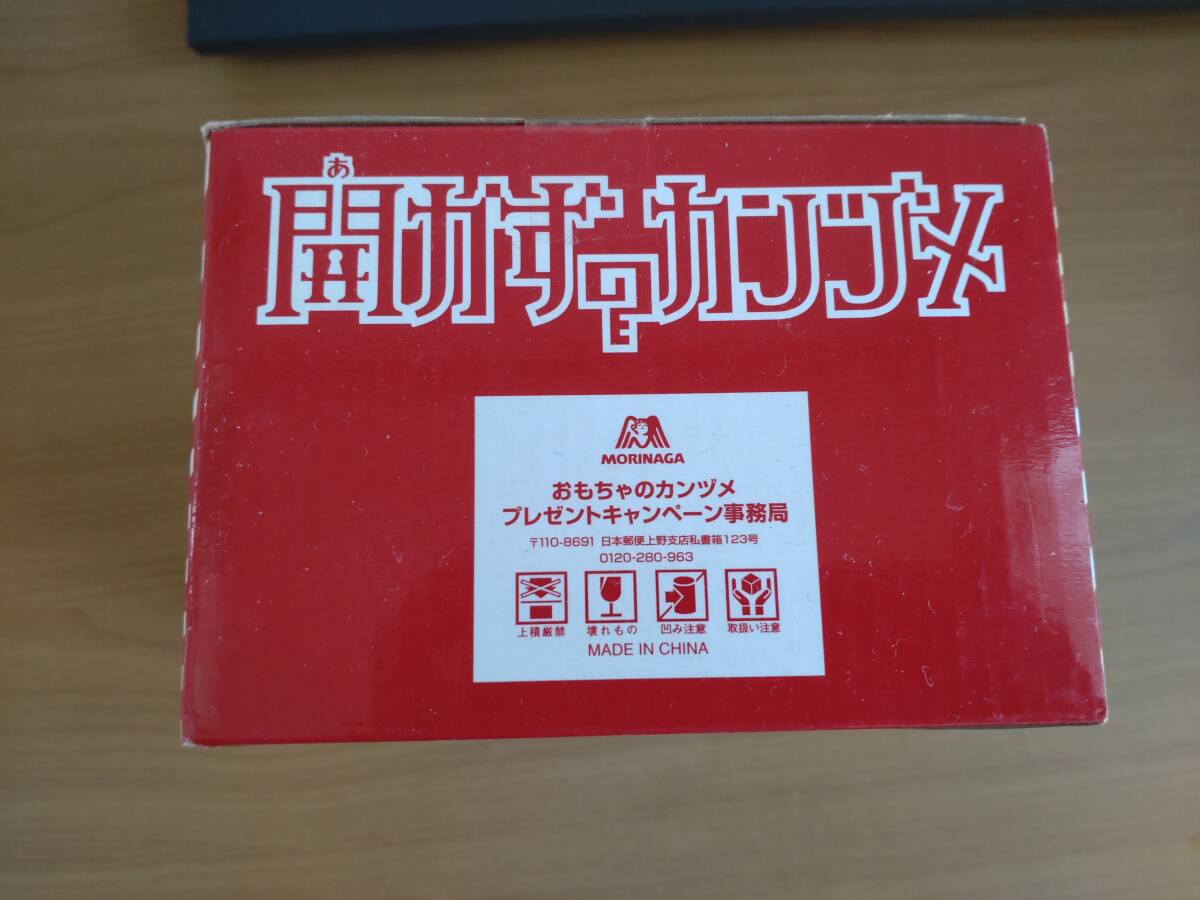 あ
開かずのカンヅメ
MORINAGA
おもちゃのカンヅメ
プレゼントキャンペーン事務局
〒110-8691 日本郵便上野支店私書箱123号
0120-280-963
上積厳禁 壊れもの 凹み注意 取扱い注意
MADE IN CHINA